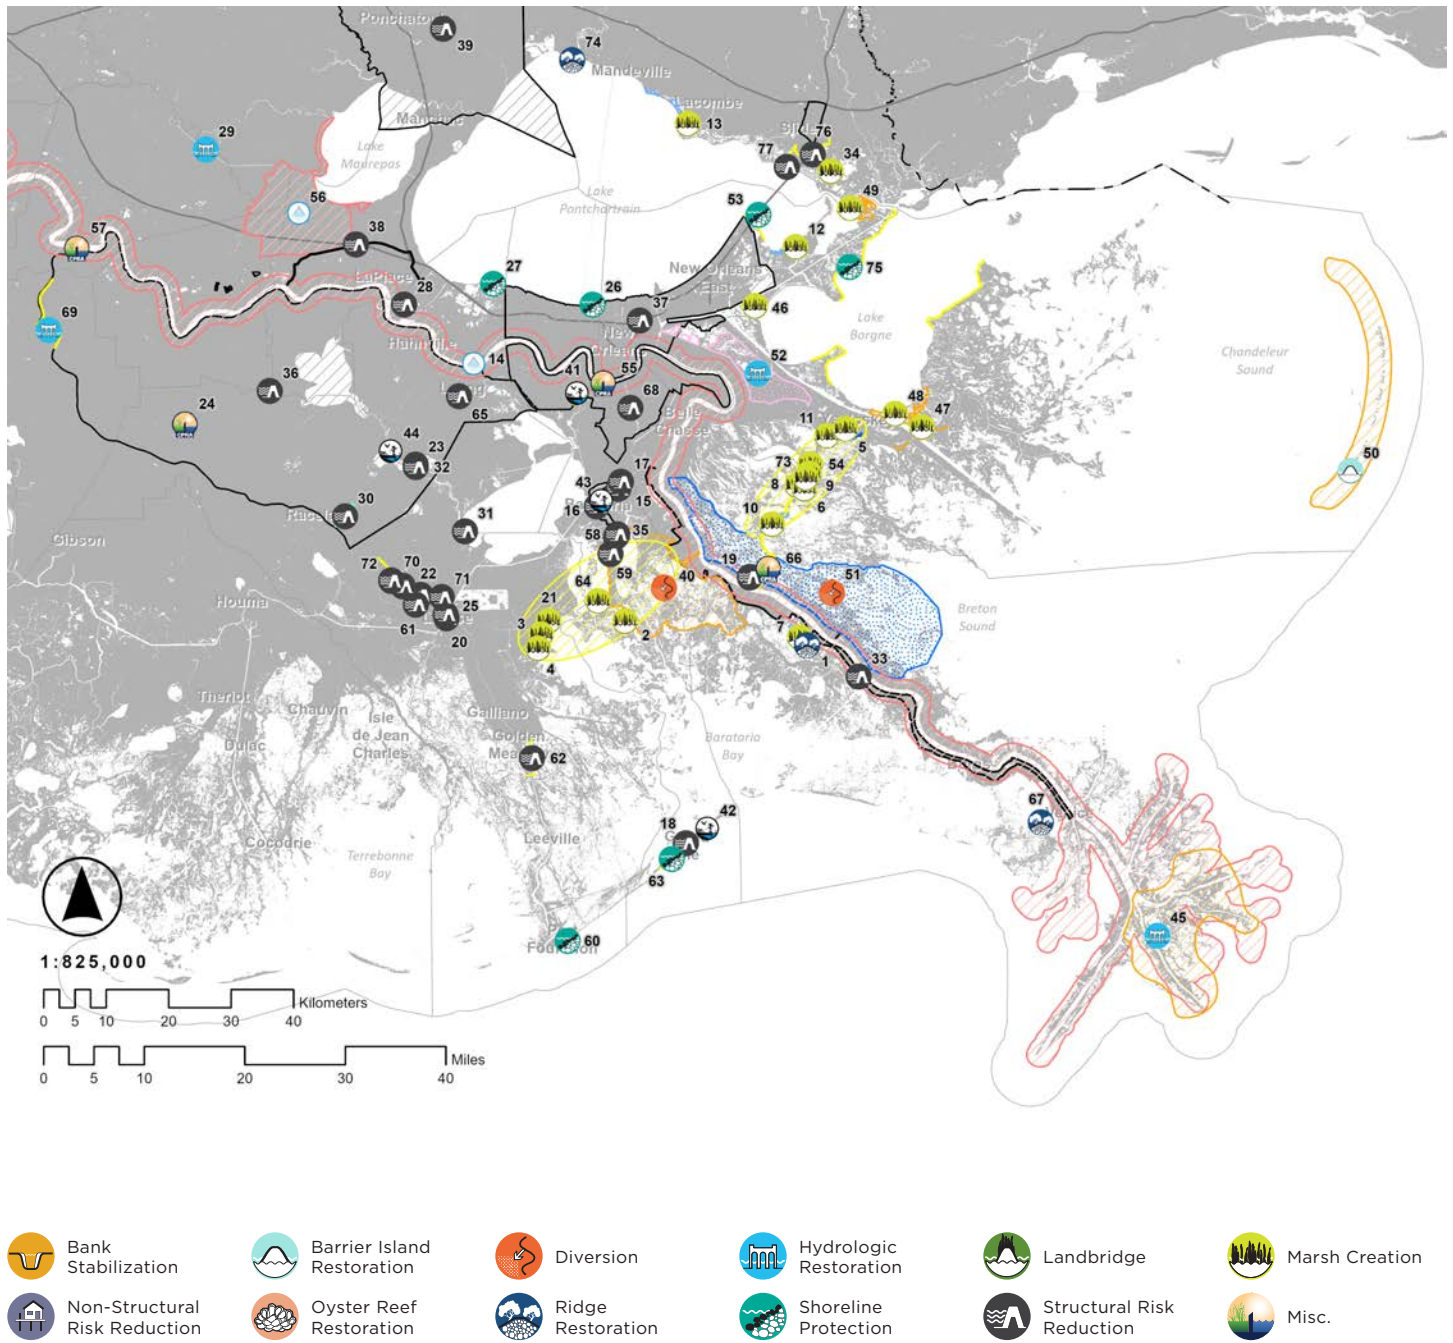 Ponchatoula
39
74
Mandeville
Lacombe
13
29
Manchac
Lake
Maurepas
76
77
34
Lake
Pontchartrain
53
49
56
12
57
38
LaPlace
27
New Orleans
East
75
28
26
37
46
69
Hahnville
New
Orleans
Lake
Borgne
14
41
55
52
Chandeleur
Sound
36
24
65
68
Belle
Chasse
48
47
11
5
44
23
32
73
54
50
17
43
15
16
8
9
6
10
30
31
Gibson
58
35
19
66
72
70
22
71
64
59
40
51
Houma
21
25
61
20
3
2
7
1
Breton
Sound
4
33
Theriot
Chauvin
Isle
de Jean
Charles
Galliano
Golden
Meadow
Dulac
Barataria
Bay
62
67
42
18
Leeville
Cocodrie
Terrebonne
Bay
63
60
45
1:825,000
Kilometers
0 5 10 20 30 40
Miles
0 5 10 20 30 40
Bank
Stabilization
Barrier Island
Restoration
Diversion
Hydrologic
Restoration
Landbridge
Marsh Creation
Non-Structural
Risk Reduction
Oyster Reef
Restoration
Ridge
Restoration
Shoreline
Protection
Structural Risk
Reduction
Misc.